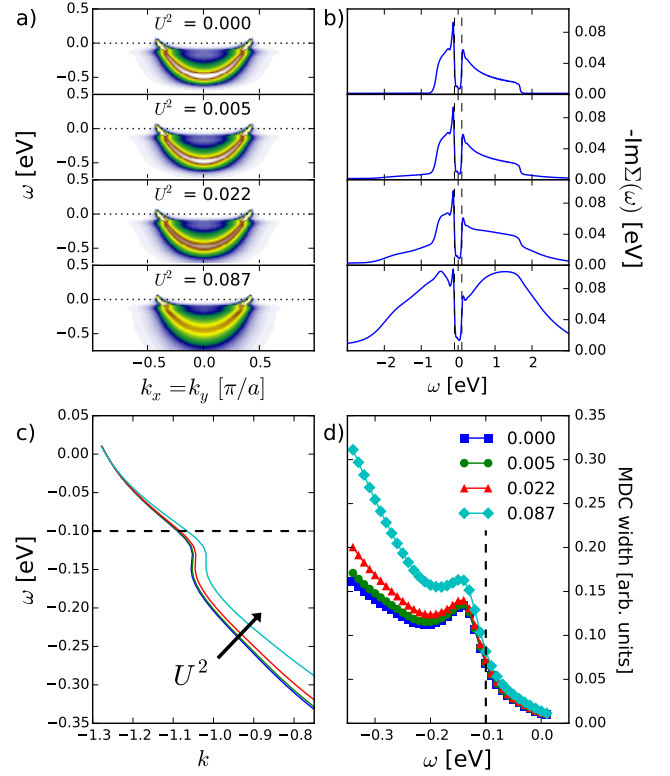 a)
b)
U² = 0.000
U² = 0.005
U² = 0.022
U² = 0.087
0.5
0.0
−0.5
0.5
0.0
−0.5
0.5
0.0
−0.5
0.5
0.0
−0.5
ω [eV]
−0.5 0.0 0.5
k_x = k_y [π/a]
0.08
0.04
0.00
0.08
0.04
0.00
0.08
0.04
0.00
0.08
0.04
0.00
-ImΣ(ω) [eV]
−2 −1 0 1 2
ω [eV]
c)
0.05
0.00
−0.05
−0.10
−0.15
−0.20
−0.25
−0.30
−0.35
ω [eV]
U²
−1.3 −1.2 −1.1 −1.0 −0.9 −0.8
k
d)
0.000
0.005
0.022
0.087
0.35
0.30
0.25
0.20
0.15
0.10
0.05
0.00
MDC width [arb. units]
−0.3 −0.2 −0.1 0.0
ω [eV]